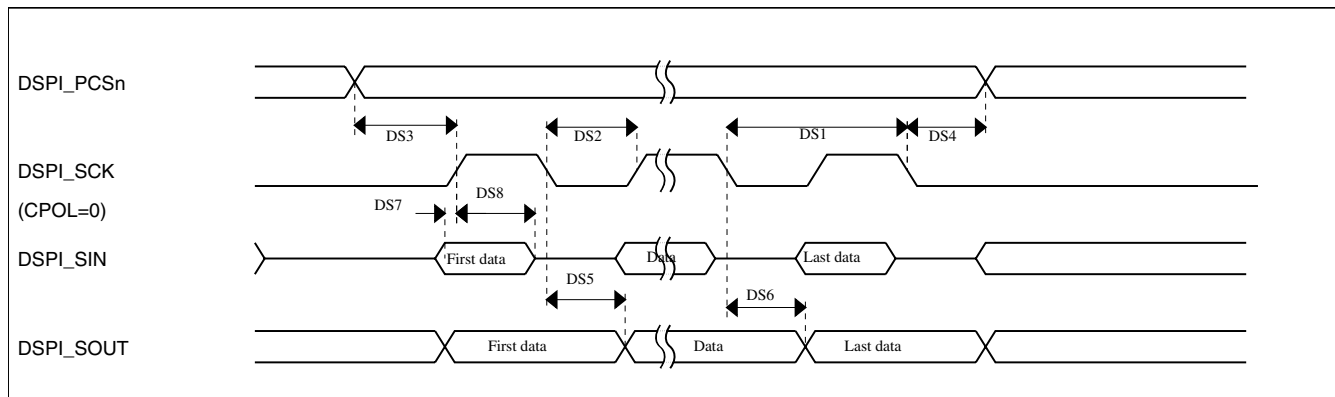 DSPI_PCSn
DS3
DS2
DS1
DS4
DSPI_SCK
(CPOL=0)
DS7
DS8
DSPI_SIN
First data
Data
Last data
DS5
DS6
DSPI_SOUT
First data
Data
Last data